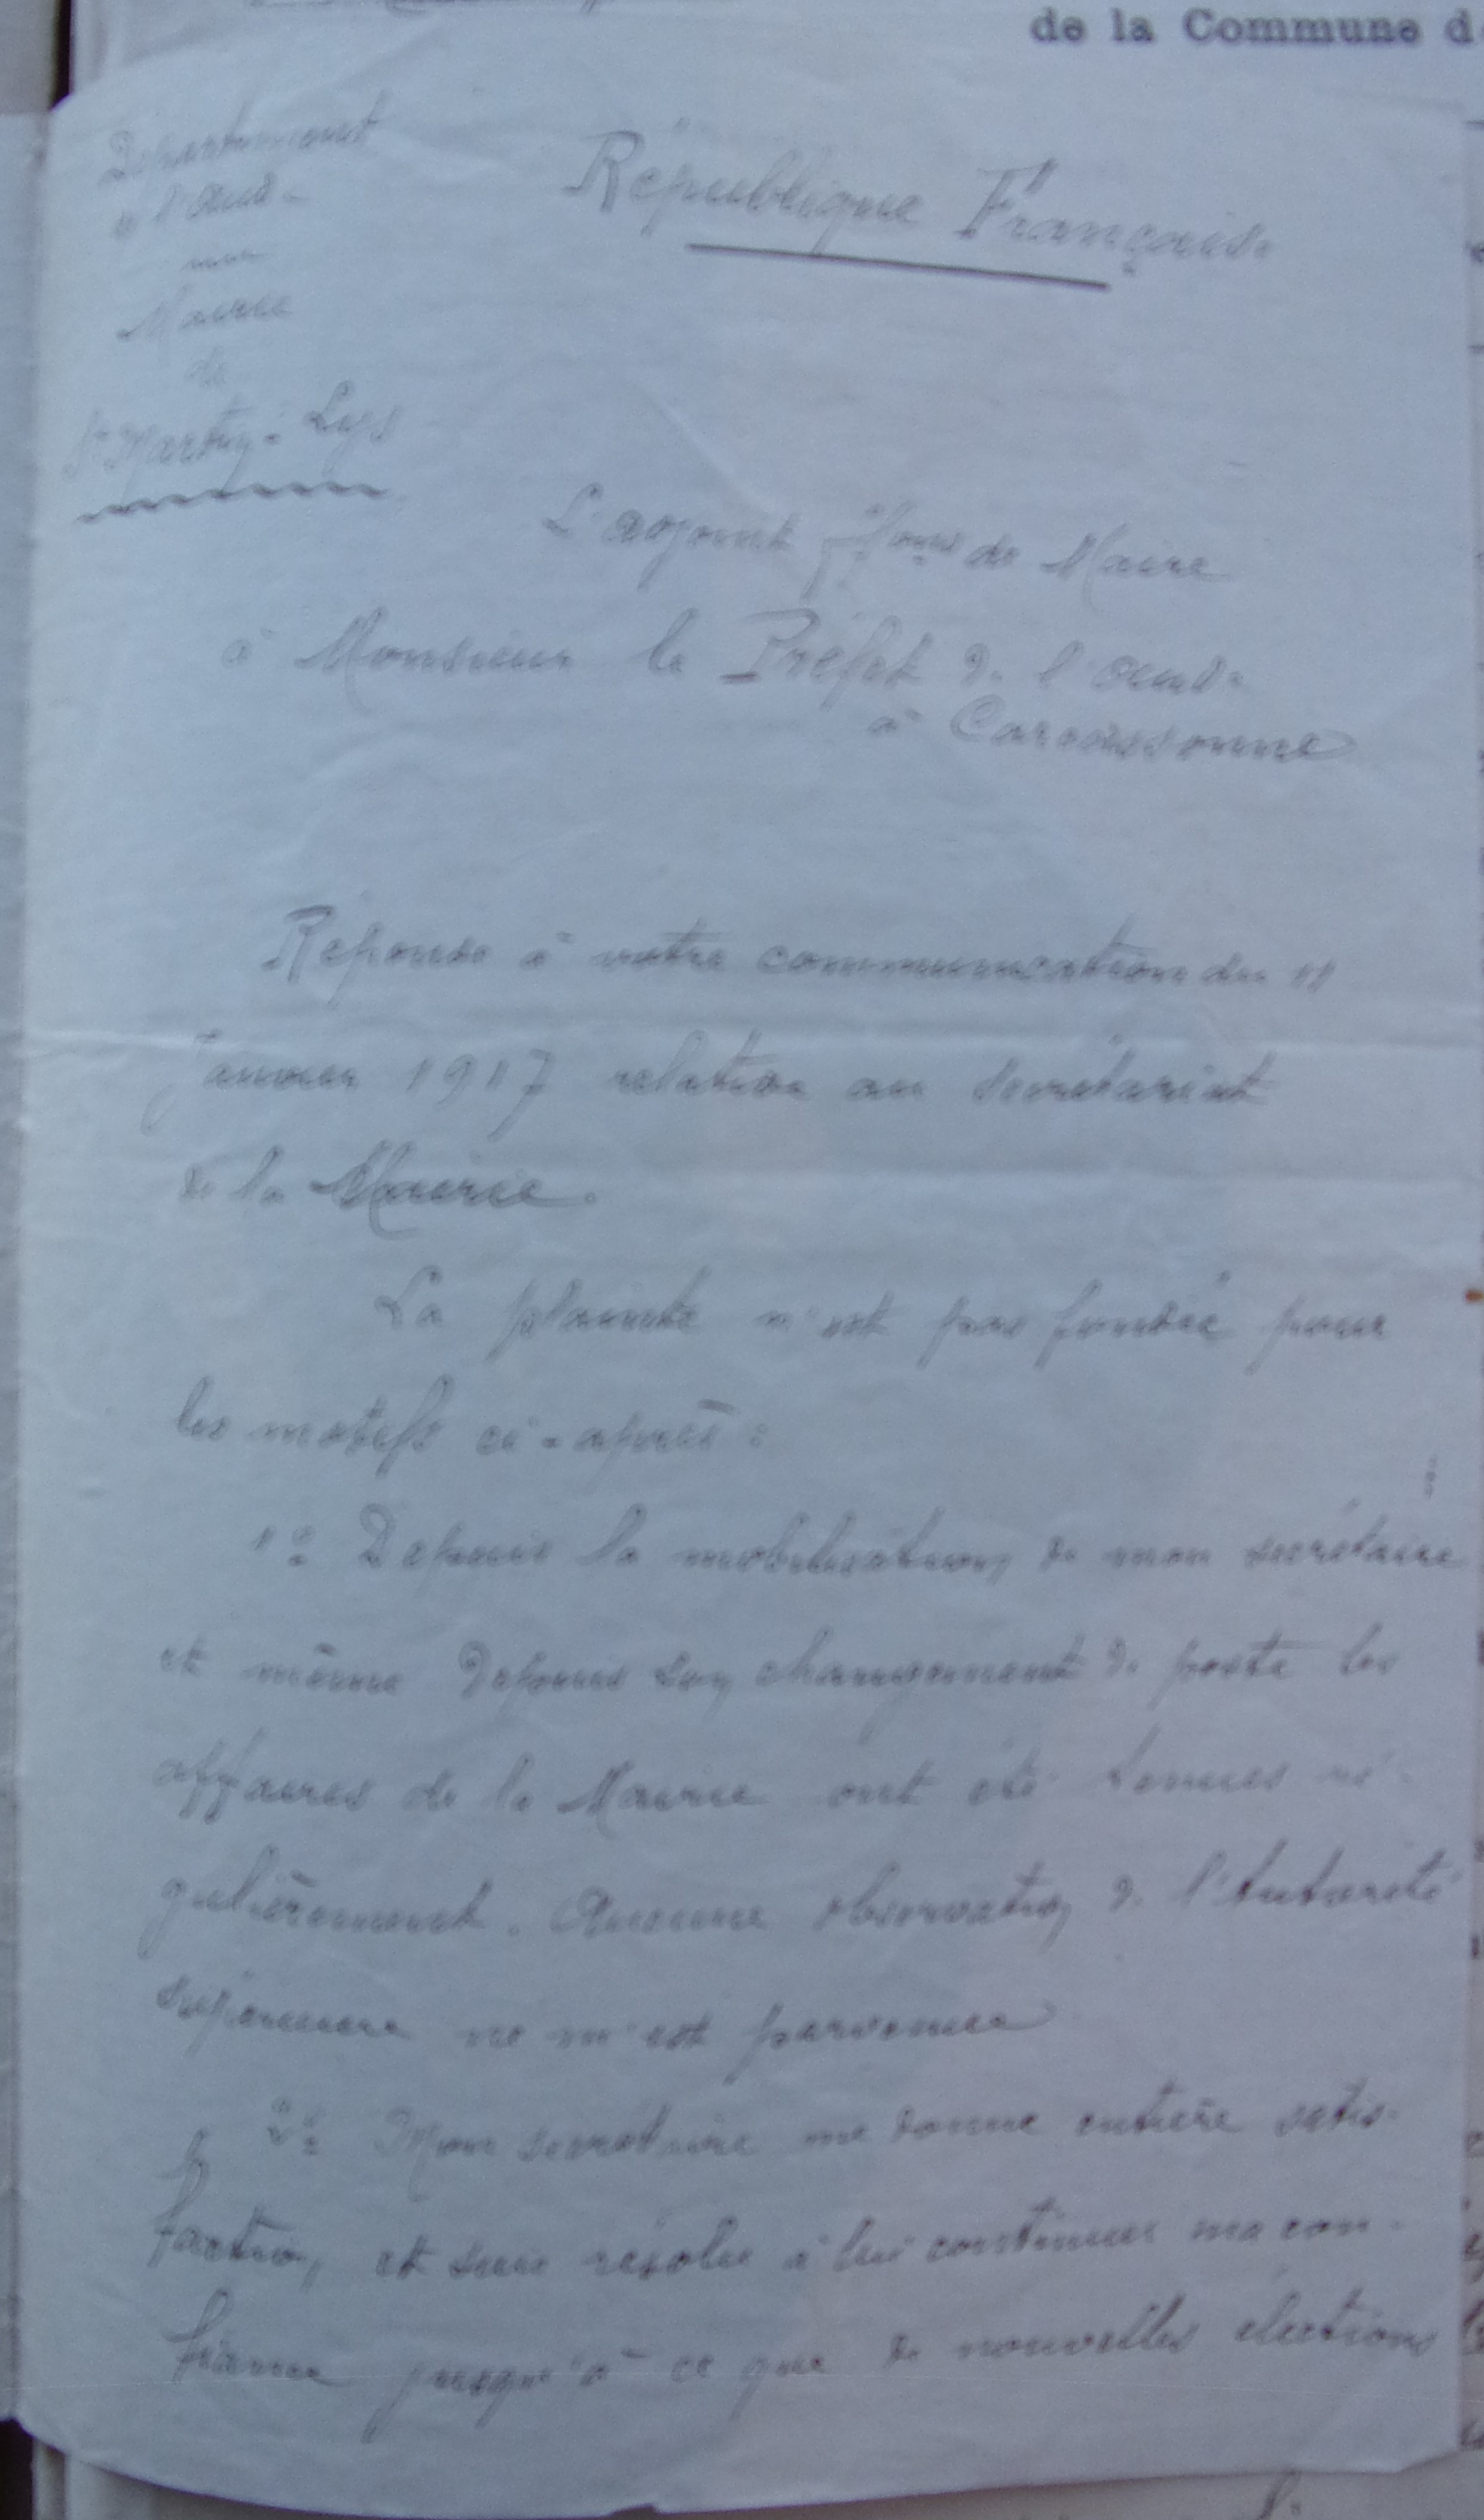 de la Commune d
Département
de l'Aude
Mairie
de
St Martin-Lys
République Française
L'adjoint ff ons de Maire
à Monsieur le Préfet de l'Aude
à Carcassonne
Réponse à votre communication du 11
Janvier 1917 relative au secrétariat
de la Mairie.
La plainte n'est pas fondée pour
les motifs ci-après :
1° Depuis la mobilisation de mon secrétaire
et même depuis son changement de poste les
affaires de la Mairie ont été tenues ré-
gulièrement. Aucune observation de l'Autorité
supérieure ne m'est parvenue
2° Mon secrétaire me donne entière satis-
faction, et suis résolu à lui continuer ma con-
fiance jusqu'à ce que de nouvelles élections